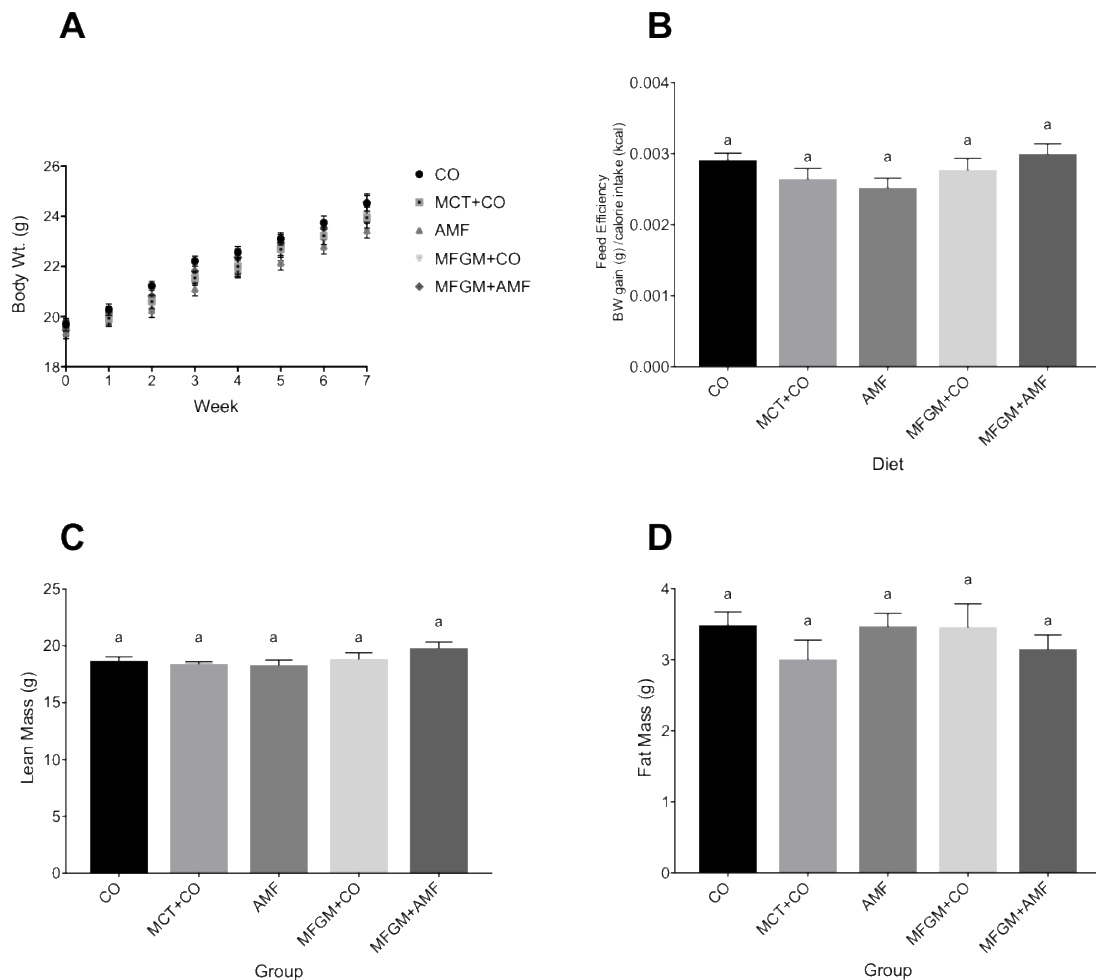 A
26
24
22
20
18
Body Wt. (g)
0 1 2 3 4 5 6 7
Week
CO
MCT+CO
AMF
MFGM+CO
MFGM+AMF
B
0.004
0.003
0.002
0.001
0.000
Feed Efficiency
BW gain (g) /calorie intake (kcal)
a a a a a
CO MCT+CO AMF MFGM+CO MFGM+AMF
Diet
C
25
20
15
10
5
0
Lean Mass (g)
a a a a a
CO MCT+CO AMF MFGM+CO MFGM+AMF
Group
D
4
3
2
1
0
Fat Mass (g)
a a a a a
CO MCT+CO AMF MFGM+CO MFGM+AMF
Group